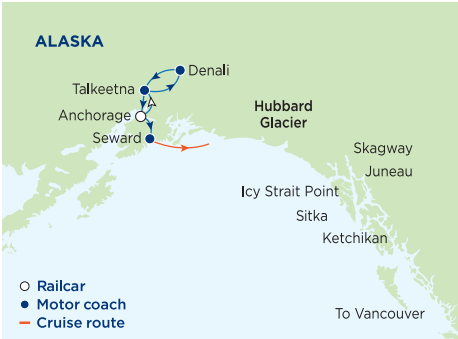 ALASKA
Denali
Talkeetna
Anchorage
Hubbard
Glacier
Seward
Skagway
Juneau
Icy Strait Point
Sitka
Ketchikan
Railcar
Motor coach
Cruise route
To Vancouver